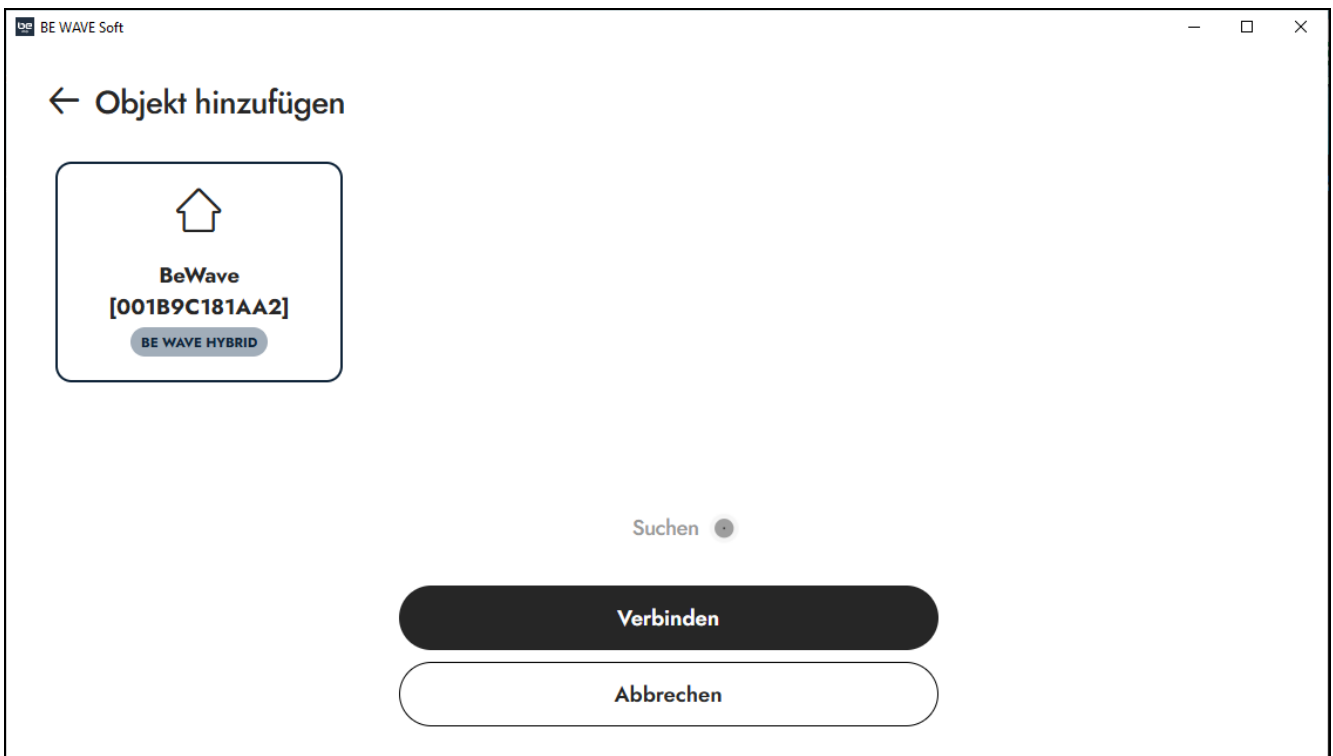 be
BE WAVE Soft
Objekt hinzufügen
BeWave
[001B9C181AA2]
BE WAVE HYBRID
Suchen
Verbinden
Abbrechen